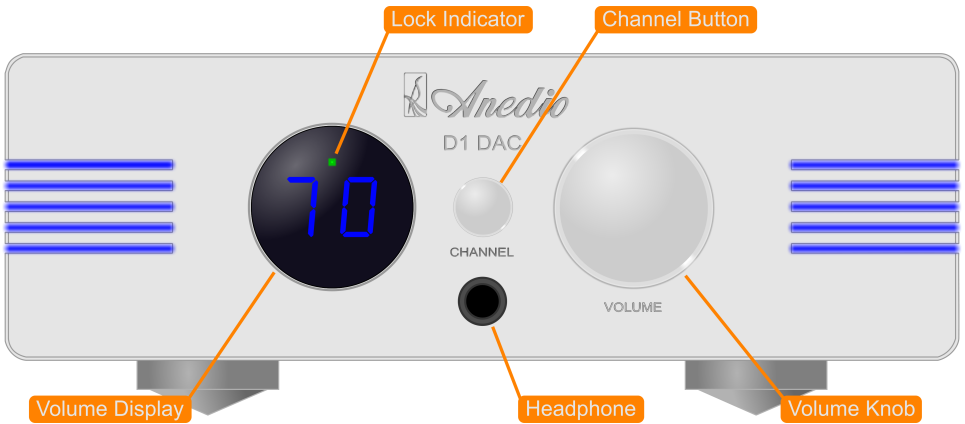 Lock Indicator
Channel Button
Anedio
D1 DAC
70
CHANNEL
VOLUME
Volume Display
Headphone
Volume Knob